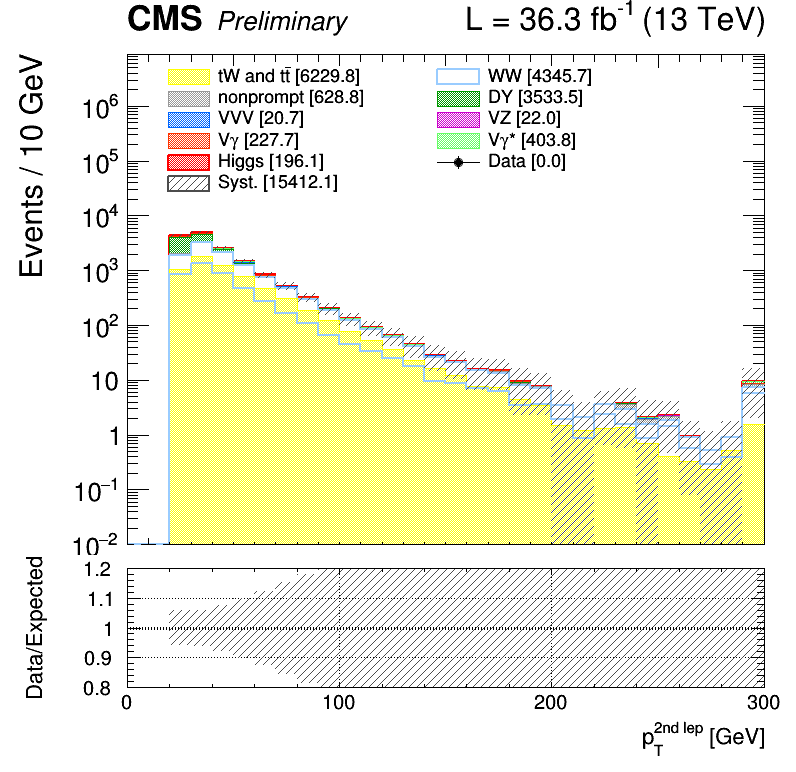 CMS Preliminary L = 36.3 fb⁻¹ (13 TeV)
Events / 10 GeV
tW and tt̄ [6229.8] WW [4345.7]
nonprompt [628.8] DY [3533.5]
VVV [20.7] VZ [22.0]
Vγ [227.7] Vγ* [403.8]
Higgs [196.1] Data [0.0]
Syst. [15412.1]
10⁶
10⁵
10⁴
10³
10²
10
1
10⁻¹
10⁻²
Data/Expected
1.2
1.1
1
0.9
0.8
0 100 200 300
p_T^{2nd lep} [GeV]